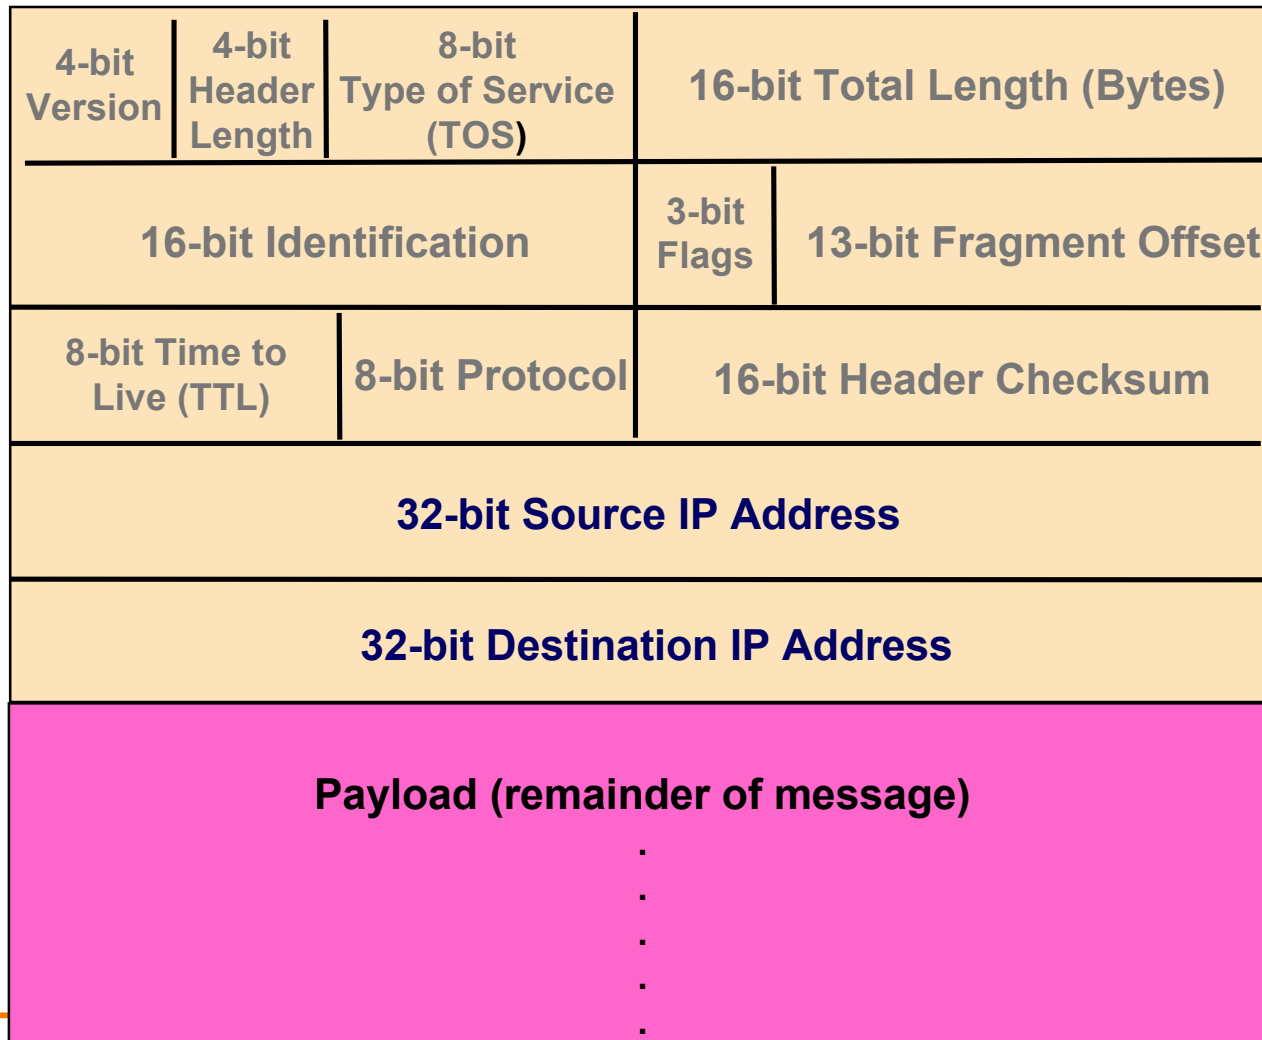 4-bit
Version
4-bit
Header
Length
8-bit
Type of Service
(TOS)
16-bit Total Length (Bytes)
16-bit Identification
3-bit
Flags
13-bit Fragment Offset
8-bit Time to
Live (TTL)
8-bit Protocol
16-bit Header Checksum
32-bit Source IP Address
32-bit Destination IP Address
Payload (remainder of message)
.
.
.
.
.